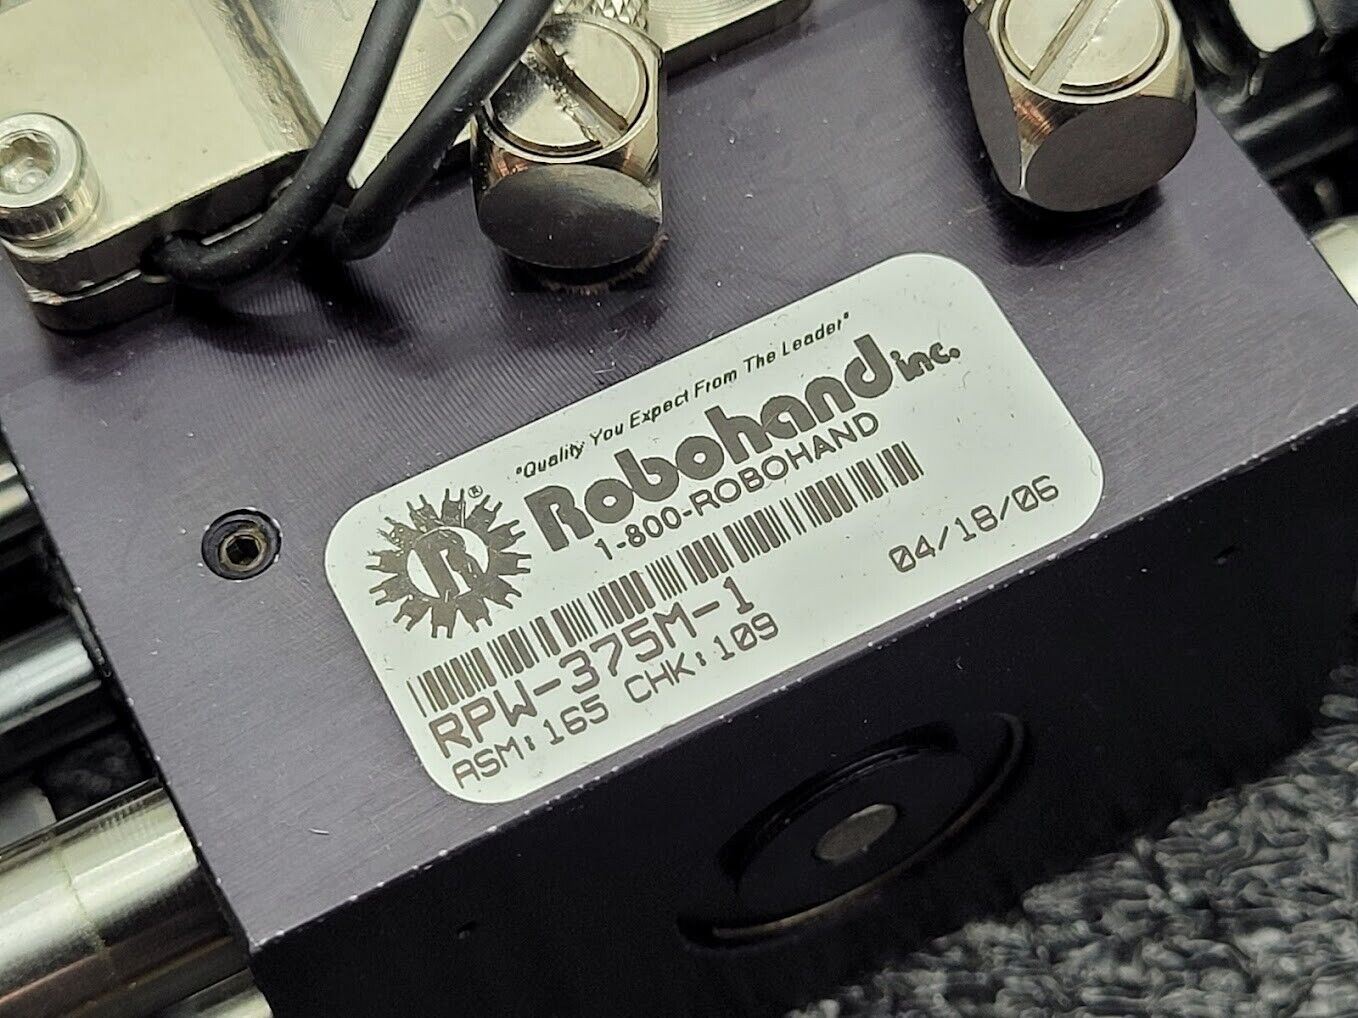 "Quality You Expect From The Leader"
Robohand inc.
1-800-ROBOHAND
R ®
RPW-375M-1
04/18/06
ASM:165 CHK:109